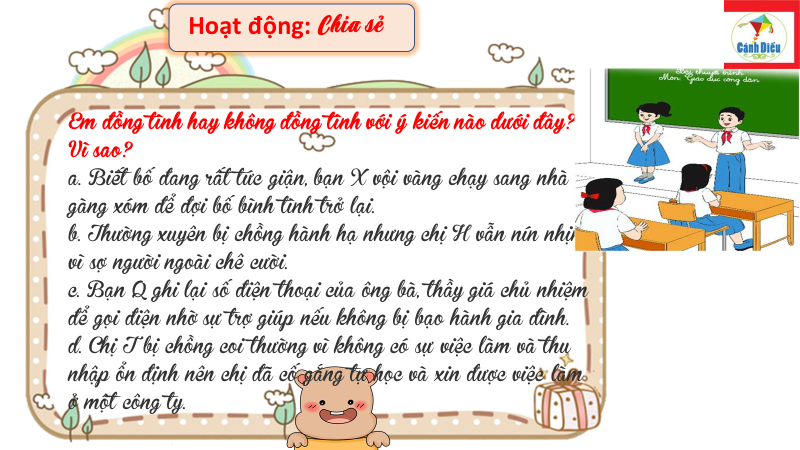 Hoạt động: Chia sẻ
Cánh Diều
Môn: Giáo dục công dân
Em đồng tình hay không đồng tình với ý kiến nào dưới đây?
Vì sao?
a. Biết bố đang rất tức giận, bạn X vội vàng chạy sang nhà
gàng xóm để đợi bố bình tĩnh trở lại.
b. Thường xuyên bị chồng hành hạ nhưng chị H vẫn nín nhịn
vì sợ người ngoài chê cười.
c. Bạn Q ghi lại số điện thoại của ông bà, thầy giá chủ nhiệm
để gọi điện nhờ sự trợ giúp nếu không bị bạo hành gia đình.
d. Chị T bị chồng coi thường vì không có sự việc làm và thu
nhập ổn định nên chị đã cố gắng tự học và xin được việc làm
ở một công ty.